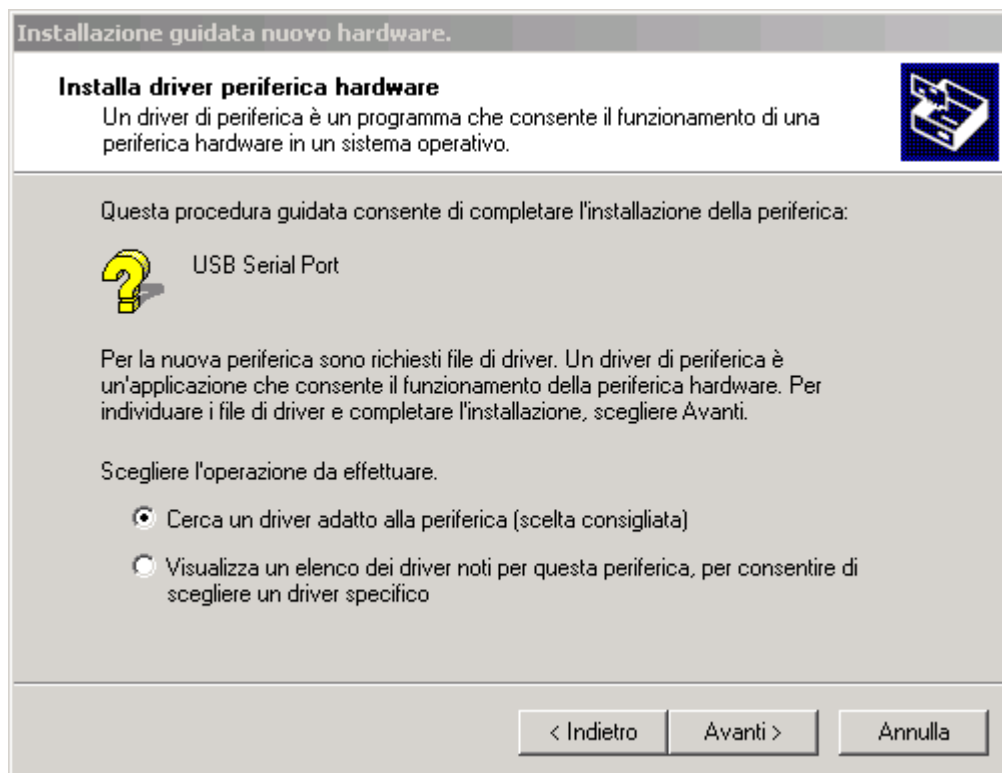 Installazione guidata nuovo hardware.
Installa driver periferica hardware
Un driver di periferica è un programma che consente il funzionamento di una
periferica hardware in un sistema operativo.
Questa procedura guidata consente di completare l'installazione della periferica:
USB Serial Port
Per la nuova periferica sono richiesti file di driver. Un driver di periferica è
un'applicazione che consente il funzionamento della periferica hardware. Per
individuare i file di driver e completare l'installazione, scegliere Avanti.
Scegliere l'operazione da effettuare.
Cerca un driver adatto alla periferica (scelta consigliata)
Visualizza un elenco dei driver noti per questa periferica, per consentire di
scegliere un driver specifico
< Indietro
Avanti >
Annulla